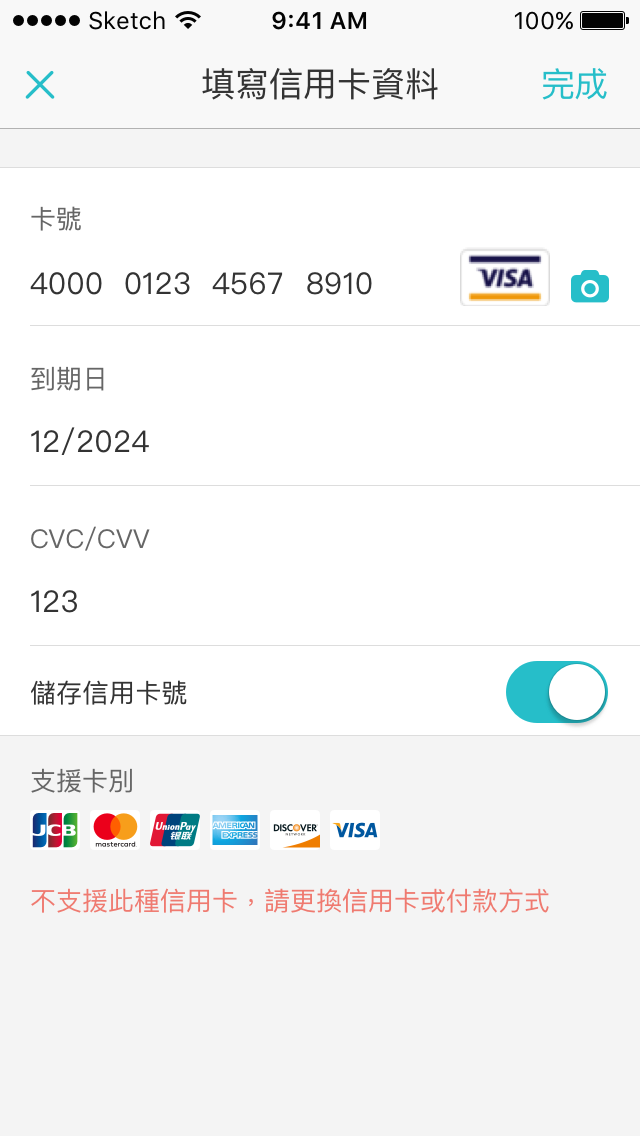 Sketch 9:41 AM 100%
填寫信用卡資料 完成
卡號
4000 0123 4567 8910 VISA
到期日
12/2024
CVC/CVV
123
儲存信用卡號
支援卡別
JCB mastercard. UnionPay 银联 AMERICAN EXPRESS DISCOVER NETWORK VISA
不支援此種信用卡，請更換信用卡或付款方式